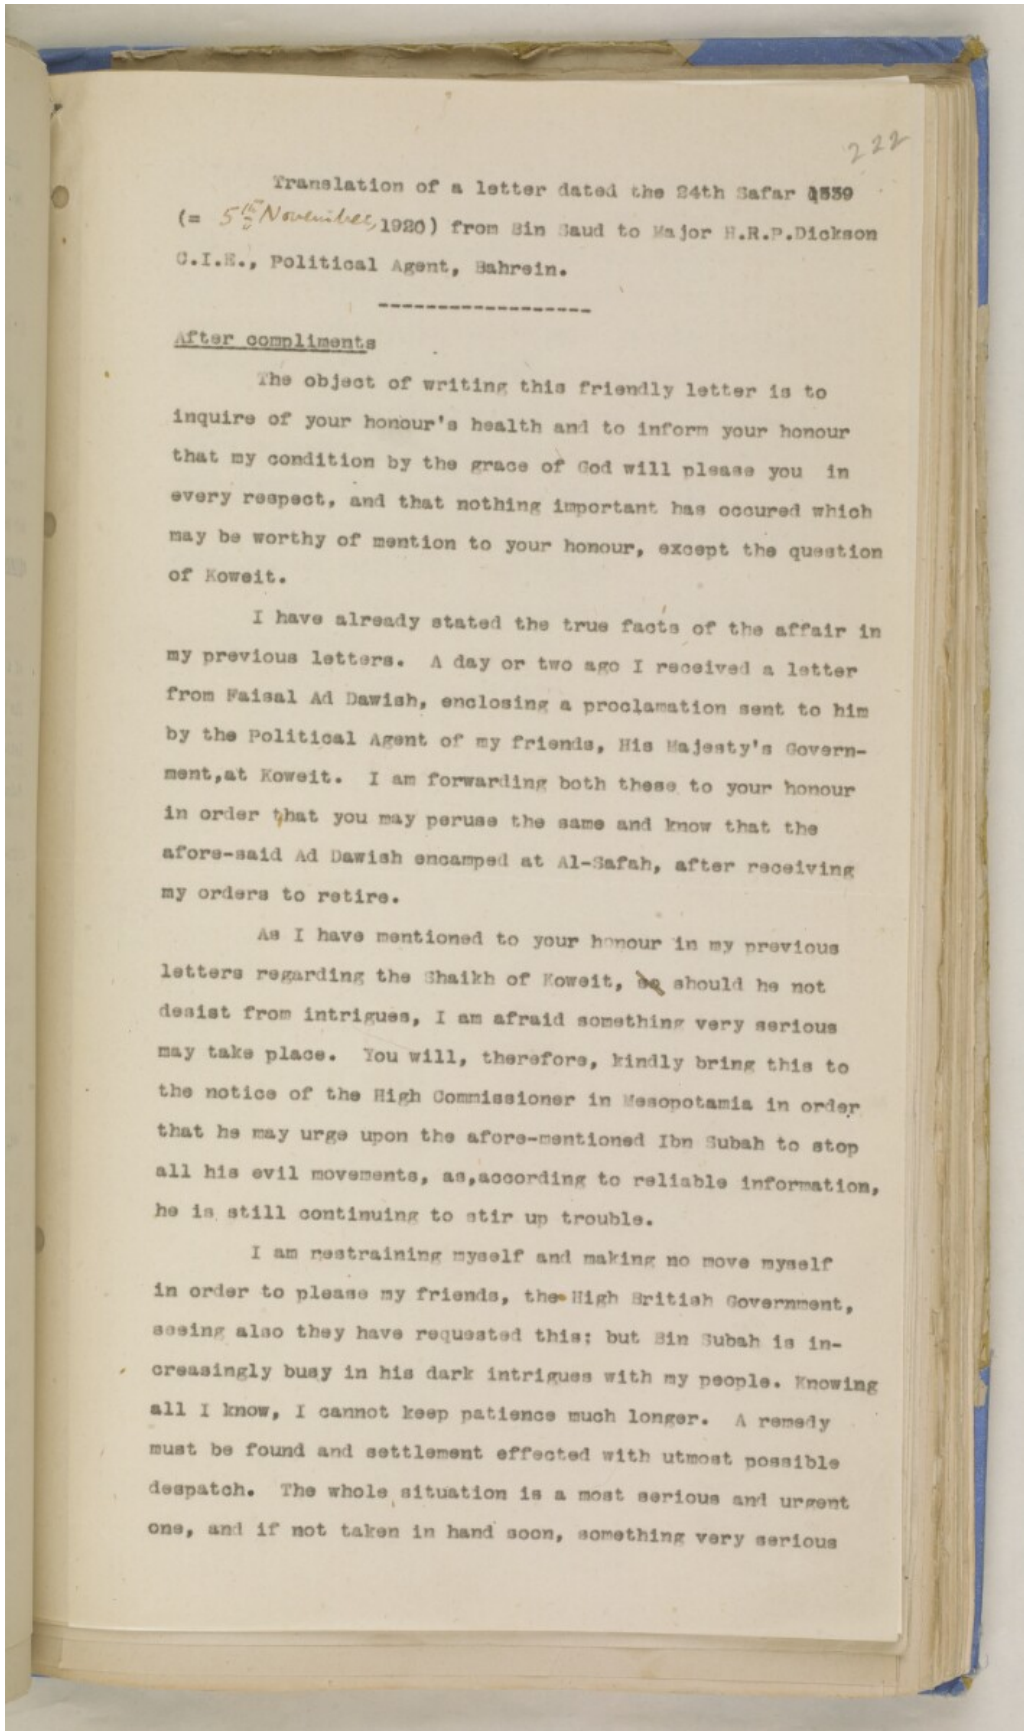 222
Translation of a letter dated the 24th Safar 1339
(= 5th November, 1920) from Bin Saud to Major H.R.P.Dickson
C.I.E., Political Agent, Bahrein.
------------------
After compliments
The object of writing this friendly letter is to
inquire of your honour's health and to inform your honour
that my condition by the grace of God will please you in
every respect, and that nothing important has occured which
may be worthy of mention to your honour, except the question
of Koweit.
I have already stated the true facts of the affair in
my previous letters. A day or two ago I received a letter
from Faisal Ad Dawish, enclosing a proclamation sent to him
by the Political Agent of my friends, His Majesty's Govern-
ment,at Koweit. I am forwarding both these to your honour
in order that you may peruse the same and know that the
afore-said Ad Dawish encamped at Al-Safah, after receiving
my orders to retire.
As I have mentioned to your honour in my previous
letters regarding the Shaikh of Koweit, should he not
desist from intrigues, I am afraid something very serious
may take place. You will, therefore, kindly bring this to
the notice of the High Commissioner in Mesopotamia in order
that he may urge upon the afore-mentioned Ibn Subah to stop
all his evil movements, as,according to reliable information,
he is still continuing to stir up trouble.
I am restraining myself and making no move myself
in order to please my friends, the High British Government,
seeing also they have requested this; but Bin Subah is in-
creasingly busy in his dark intrigues with my people. Knowing
all I know, I cannot keep patience much longer. A remedy
must be found and settlement effected with utmost possible
despatch. The whole situation is a most serious and urgent
one, and if not taken in hand soon, something very serious